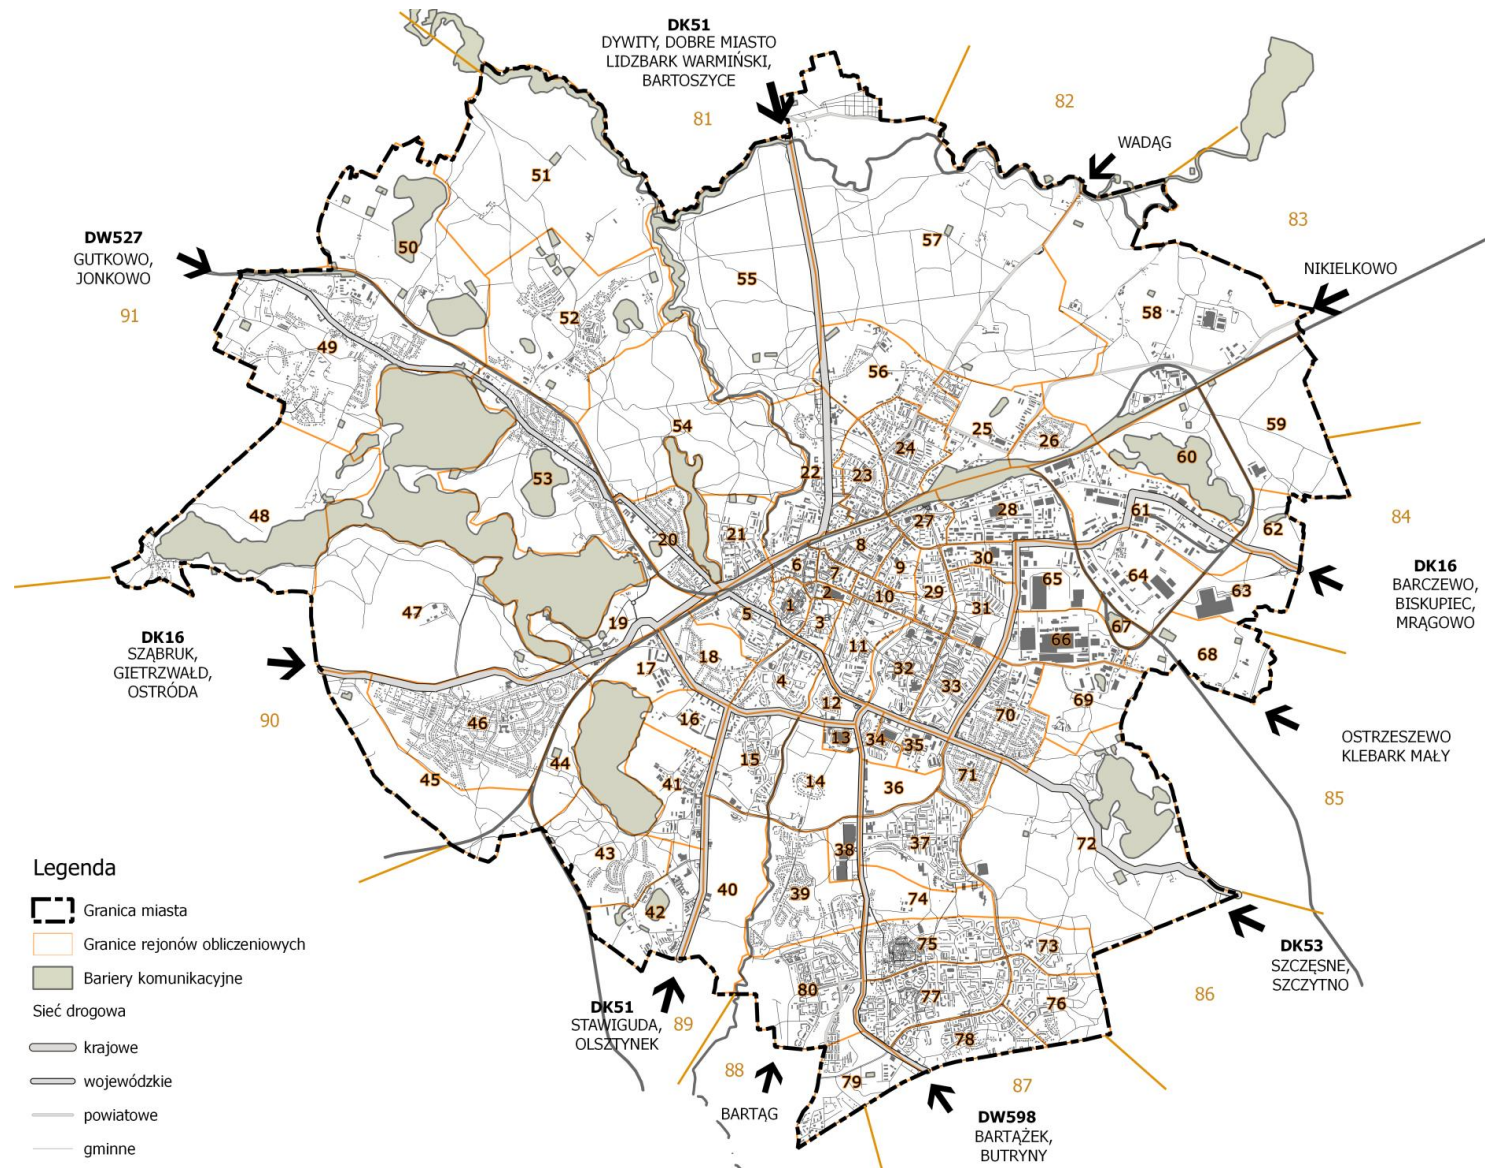 DK51
DYWITY, DOBRE MIASTO
LIDZBARK WARMIŃSKI,
BARTOSZYCE
81
82
WADĄG
83
51
50
57
55
DW527
GUTKOWO,
JONKOWO
91
NIKIELKOWO
58
52
49
56
59
54
25
26
24
60
22
23
53
48
84
28
61
62
27
21
20
8
30
6
7
9
65
64
DK16
BARCZEWO,
BISKUPIEC,
MRĄGOWO
63
2
10
29
31
1
47
5
3
19
67
66
DK16
SZĄBRUK,
GIETRZWAŁD,
OSTRÓDA
11
18
17
32
68
4
33
12
69
90
46
16
70
13
34
35
OSTRZESZEWO
KLEBARK MAŁY
15
44
45
41
14
36
71
85
72
37
38
43
Legenda
40
39
74
42
Granica miasta
75
73
Granice rejonów obliczeniowych
DK53
SZCZĘSNE,
SZCZYTNO
Bariery komunikacyjne
80
77
76
86
DK51
STAWIGUDA,
OLSZTYNEK
89
Sieć drogowa
78
krajowe
88
79
87
wojewódzkie
BARTĄG
powiatowe
DW598
BARTĄŻEK,
BUTRYNY
gminne